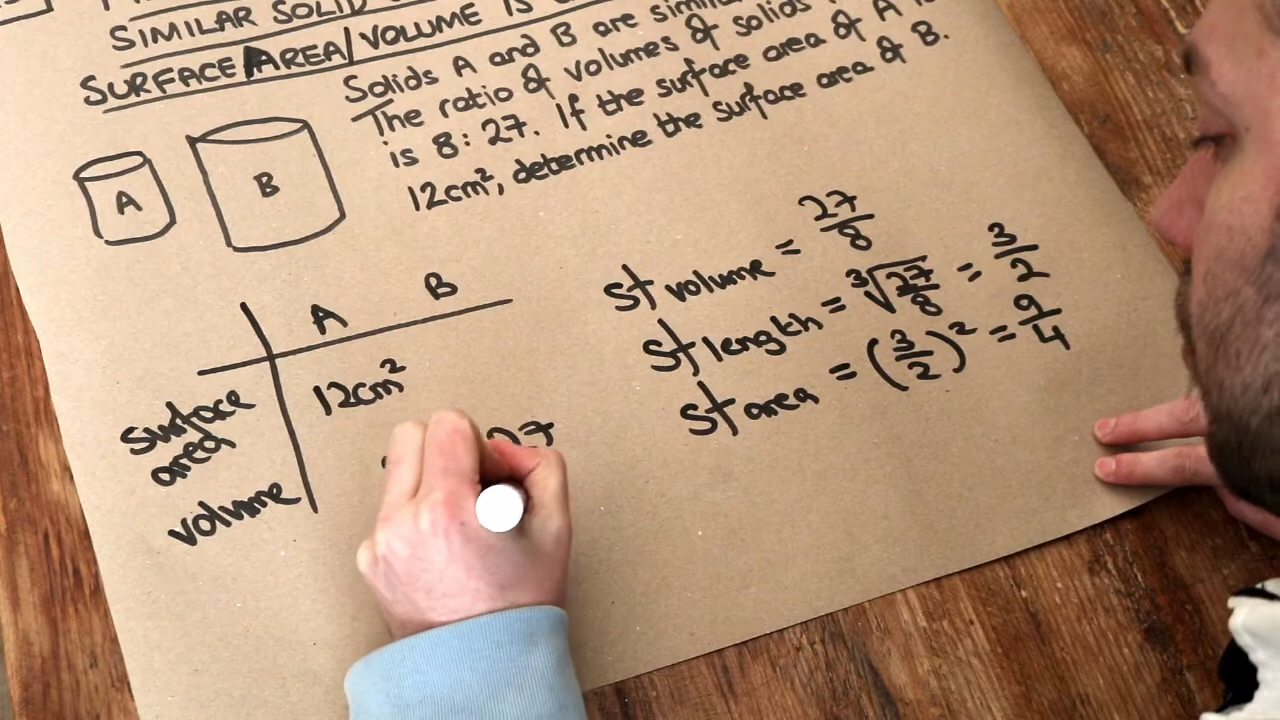 SIMILAR SOLID
SURFACE AREA/VOLUME IS
Solids A and B are similar
The ratio of volumes of solids
is 8:27. If the surface area of A
12cm², determine the surface area of B.
A
B
A B
surface area 12cm²
volume 27
sf volume = 27/8
sf length = ³√27/8 = 3/2
sf area = (3/2)² = 9/4